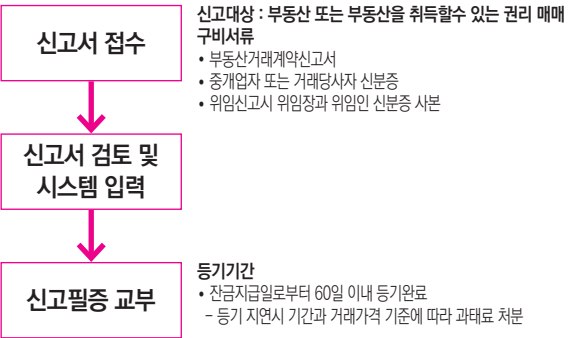 신고서 접수
신고대상 : 부동산 또는 부동산을 취득할수 있는 권리 매매
구비서류
• 부동산거래계약신고서
• 중개업자 또는 거래당사자 신분증
• 위임신고시 위임장과 위임인 신분증 사본
신고서 검토 및
시스템 입력
신고필증 교부
등기기간
• 잔금지급일로부터 60일 이내 등기완료
- 등기 지연시 기간과 거래가격 기준에 따라 과태료 처분